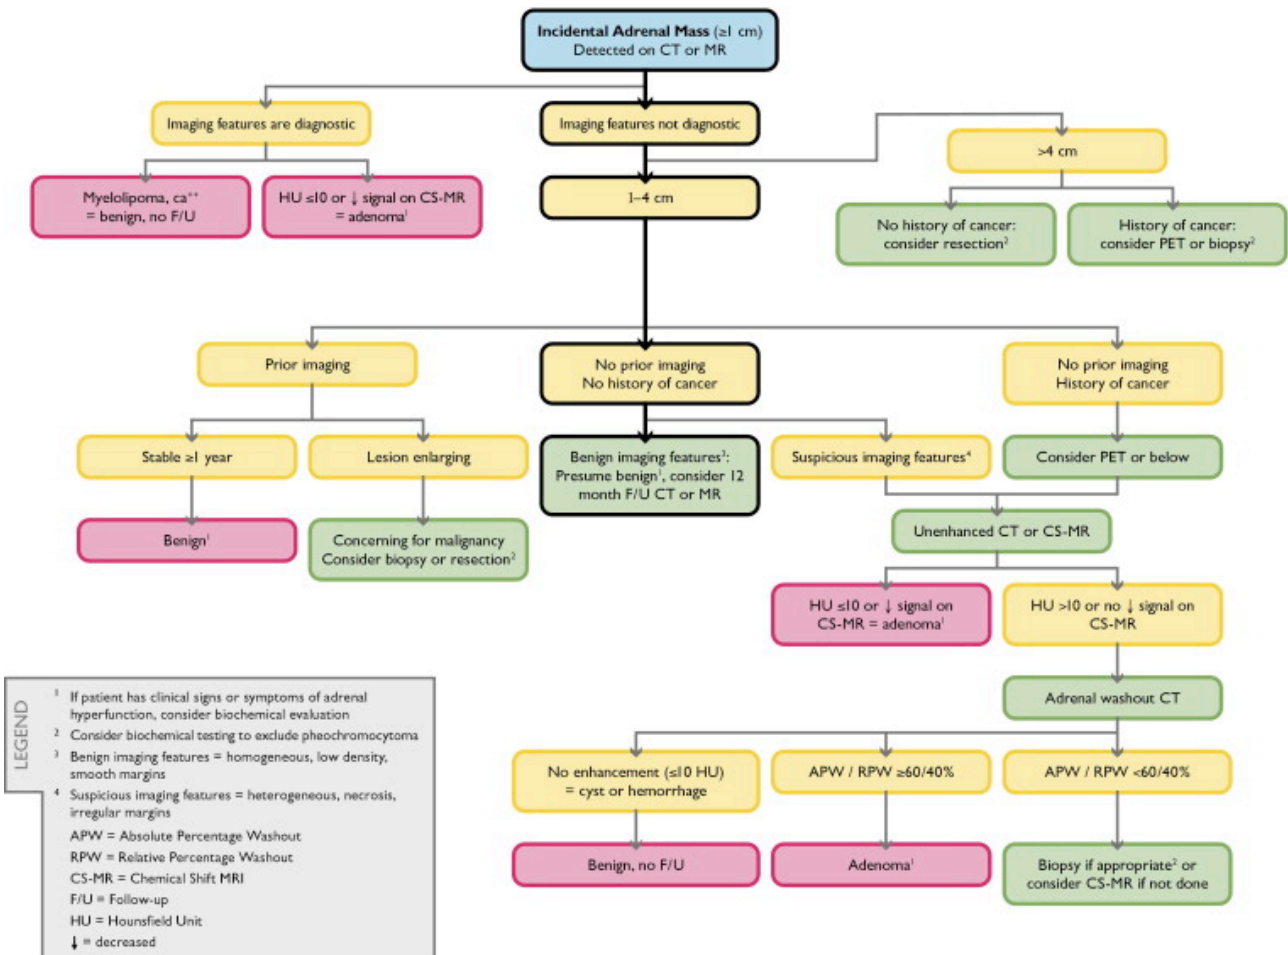 Incidental Adrenal Mass (≥1 cm)
Detected on CT or MR
Imaging features are diagnostic
Imaging features not diagnostic
>4 cm
Myelolipoma, ca⁺⁺
= benign, no F/U
HU ≤10 or ↓ signal on CS-MR
= adenoma¹
1–4 cm
No history of cancer:
consider resection²
History of cancer:
consider PET or biopsy²
Prior imaging
No prior imaging
No history of cancer
No prior imaging
History of cancer
Stable ≥1 year
Lesion enlarging
Benign imaging features³:
Presume benign¹, consider 12
month F/U CT or MR
Suspicious imaging features⁴
Consider PET or below
Benign¹
Concerning for malignancy
Consider biopsy or resection²
Unenhanced CT or CS-MR
HU ≤10 or ↓ signal on
CS-MR = adenoma¹
HU >10 or no ↓ signal on
CS-MR
Adrenal washout CT
No enhancement (≤10 HU)
= cyst or hemorrhage
APW / RPW ≥60/40%
APW / RPW <60/40%
Benign, no F/U
Adenoma¹
Biopsy if appropriate² or
consider CS-MR if not done
LEGEND
¹ If patient has clinical signs or symptoms of adrenal
hyperfunction, consider biochemical evaluation
² Consider biochemical testing to exclude pheochromocytoma
³ Benign imaging features = homogeneous, low density,
smooth margins
⁴ Suspicious imaging features = heterogeneous, necrosis,
irregular margins
APW = Absolute Percentage Washout
RPW = Relative Percentage Washout
CS-MR = Chemical Shift MRI
F/U = Follow-up
HU = Hounsfield Unit
↓ = decreased